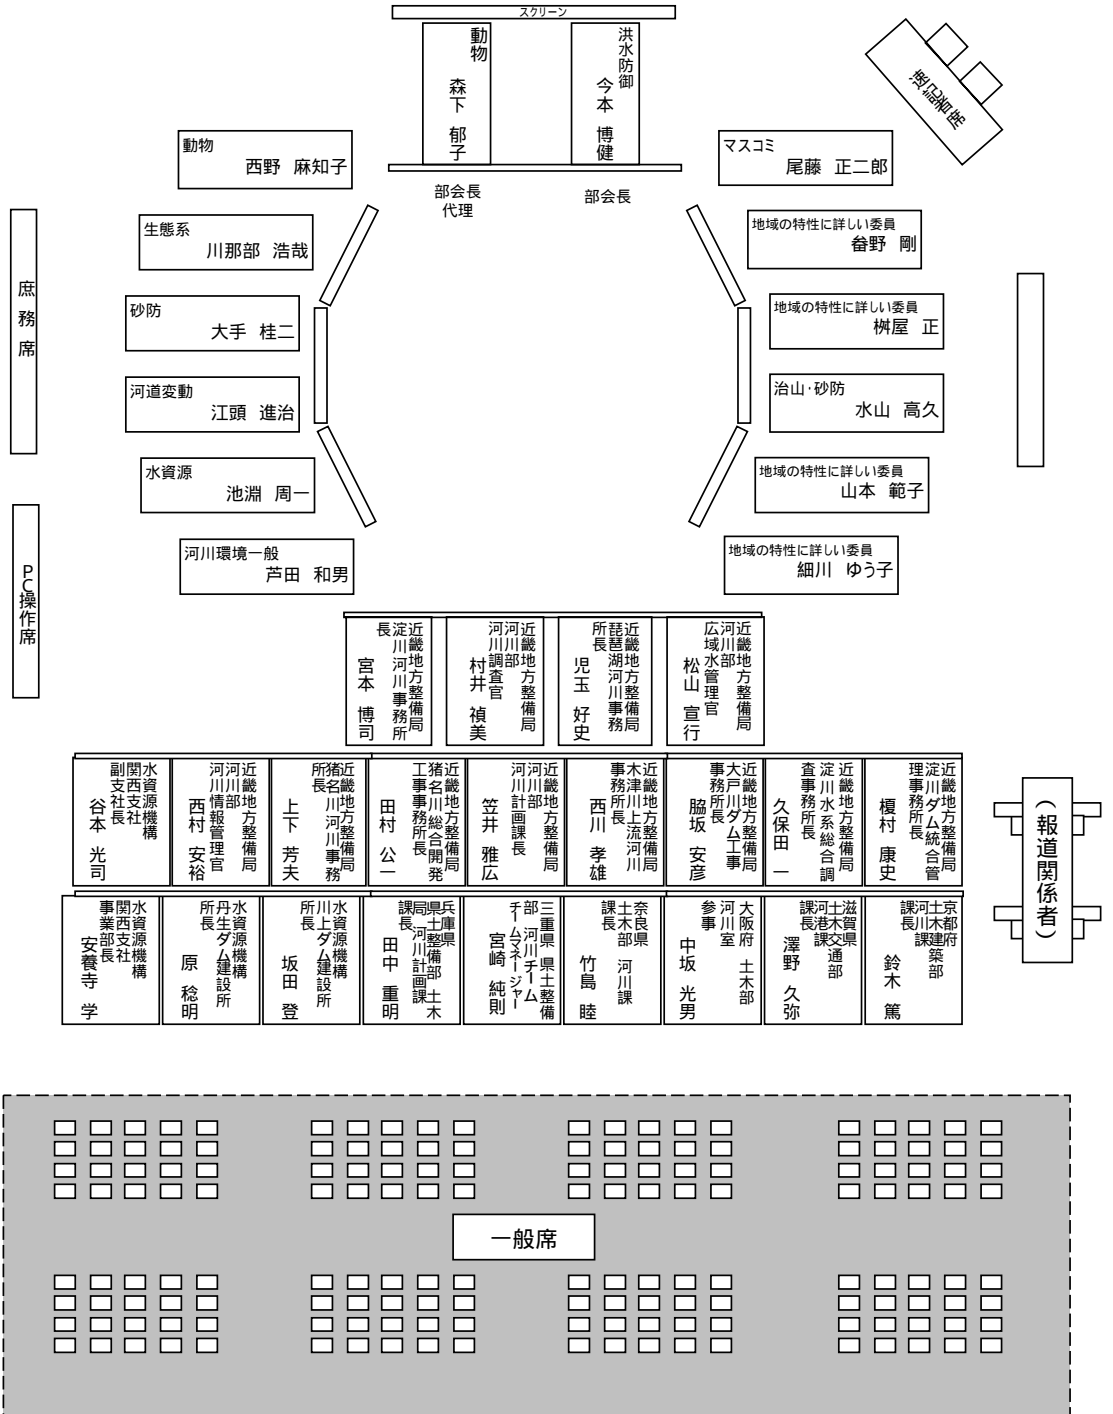 スクリーン
動物
森下 郁子
洪水防御
今本 博健
速記者席
部会長
代理
部会長
動物
西野 麻知子
マスコミ
尾藤 正二郎
生態系
川那部 浩哉
地域の特性に詳しい委員
畚野 剛
砂防
大手 桂二
地域の特性に詳しい委員
桝屋 正
河道変動
江頭 進治
治山･砂防
水山 高久
水資源
池淵 周一
地域の特性に詳しい委員
山本 範子
河川環境一般
芦田 和男
地域の特性に詳しい委員
細川 ゆう子
庶務席
PC操作席
近畿地方整備局
淀川河川事務所
長
宮本 博司
近畿地方整備局
河川部
河川調査官
村井 禎美
近畿地方整備局
琵琶湖河川事務
所長
児玉 好史
近畿地方整備局
河川部
広域水管理官
松山 宣行
水資源機構
関西支社
副支社長
谷本 光司
近畿地方整備局
河川部
河川情報管理官
西村 安裕
近畿地方整備局
猪名川河川事務
所長
上下 芳夫
近畿地方整備局
猪名川総合開発
工事事務所長
田村 公一
近畿地方整備局
河川部
河川計画課長
笠井 雅広
近畿地方整備局
木津川上流河川
事務所長
西川 孝雄
近畿地方整備局
大戸川ダム工事
事務所長
脇坂 安彦
近畿地方整備局
淀川水系総合調
査事務所長
久保田 一
近畿地方整備局
淀川ダム統合管
理事務所長
榎村 康史
水資源機構
関西支社
事業部長
安養寺 学
水資源機構
丹生ダム建設所
所長
原 稔明
水資源機構
川上ダム建設所
所長
坂田 登
兵庫県
県土整備部 土木
局 河川計画課
課長
田中 重明
三重県 県土整備
部 河川チーム
チームマネージャー
宮崎 純則
奈良県
土木部 河川課
課長
竹島 睦
大阪府 土木部
河川室
参事
中坂 光男
滋賀県
土木交通部
河港課
課長
澤野 久弥
京都府
土木建築部
河川課
課長
鈴木 篤
(報道関係者)
一般席